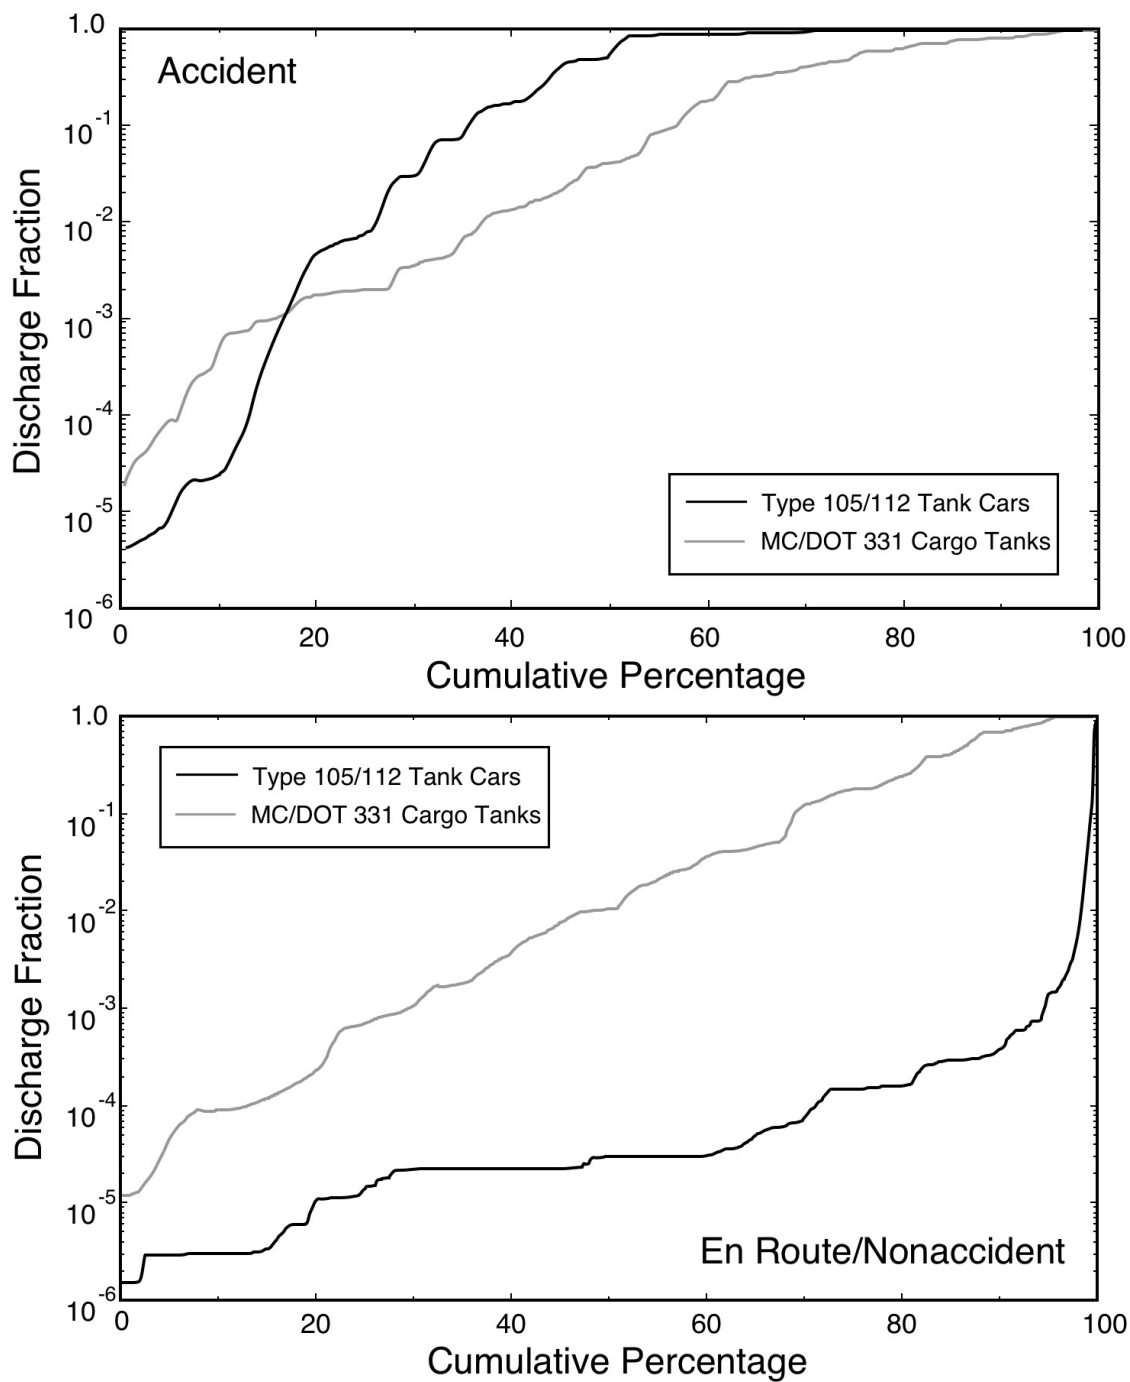 1.0
Accident
10-1
10-2
10-3
10-4
10-5
10-6
Discharge Fraction
Type 105/112 Tank Cars
MC/DOT 331 Cargo Tanks
0 20 40 60 80 100
Cumulative Percentage
1.0
Type 105/112 Tank Cars
MC/DOT 331 Cargo Tanks
10-1
10-2
10-3
10-4
10-5
10-6
Discharge Fraction
En Route/Nonaccident
0 20 40 60 80 100
Cumulative Percentage